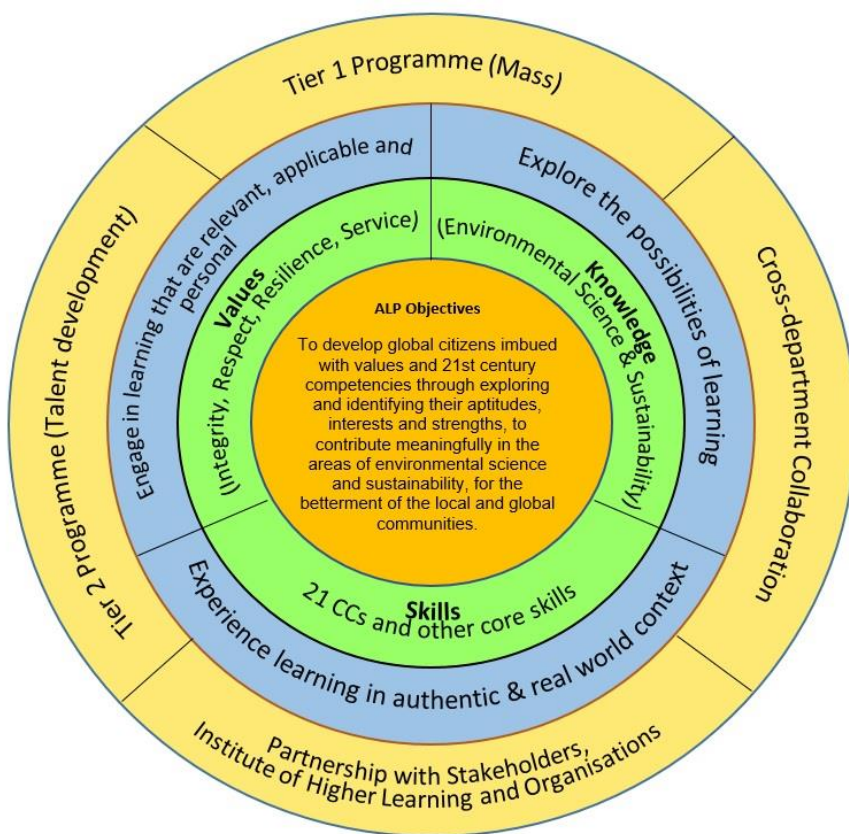 Tier 1 Programme (Mass)
Cross-department Collaboration
Partnership with Stakeholders,
Institute of Higher Learning and Organisations
Tier 2 Programme (Talent development)
Explore the possibilities of learning
Experience learning in authentic & real world context
Engage in learning that are relevant, applicable and
personal
Knowledge
(Environmental Science & Sustainability)
Skills
21 CCs and other core skills
Values
(Integrity, Respect, Resilience, Service)
ALP Objectives
To develop global citizens imbued
with values and 21st century
competencies through exploring
and identifying their aptitudes,
interests and strengths, to
contribute meaningfully in the
areas of environmental science
and sustainability, for the
betterment of the local and global
communities.